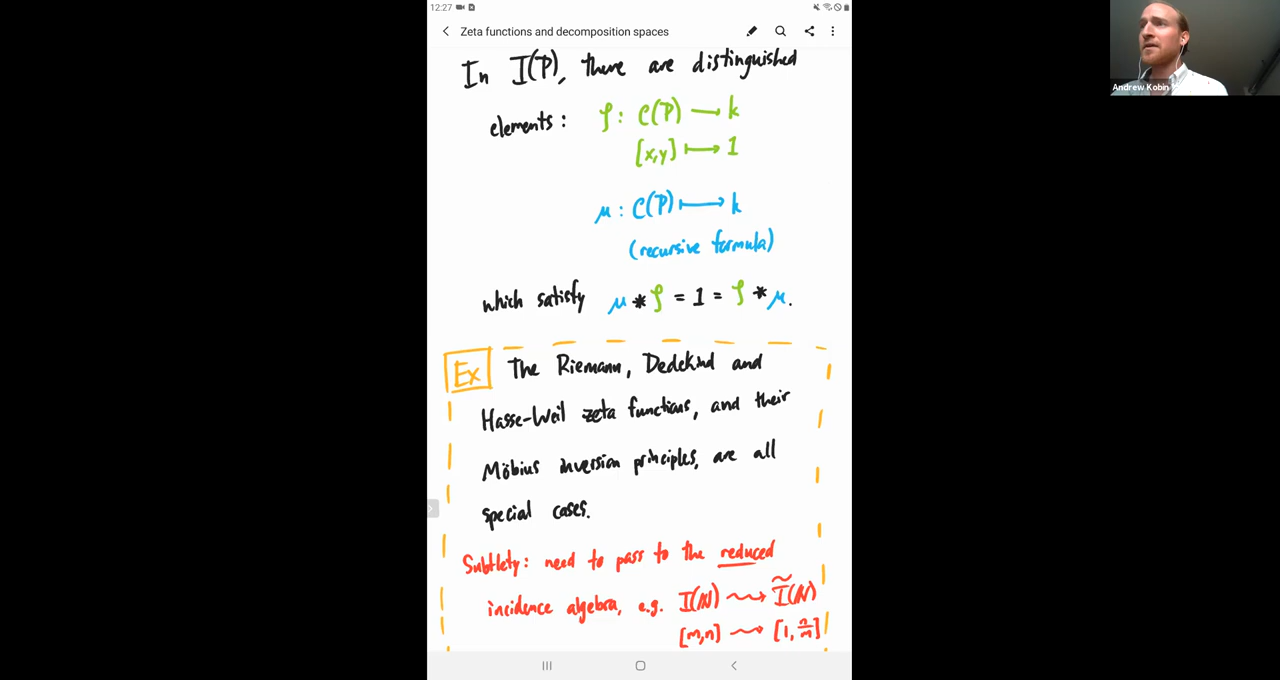 12:27
Zeta functions and decomposition spaces
In I(P), there are distinguished
elements: ζ: C(P) → k
[x,y] ↦ 1
μ: C(P) ↦ k
(recursive formula)
which satisfy μ * ζ = 1 = ζ * μ.
Ex The Riemann, Dedekind and
Hasse-Weil zeta functions, and their
Möbius inversion principles, are all
special cases.
Subtlety: need to pass to the reduced
incidence algebra, e.g. I(N) ⇝ Ĩ(N)
[m,n] ⇝ [1, n/m]
Andrew Kobin